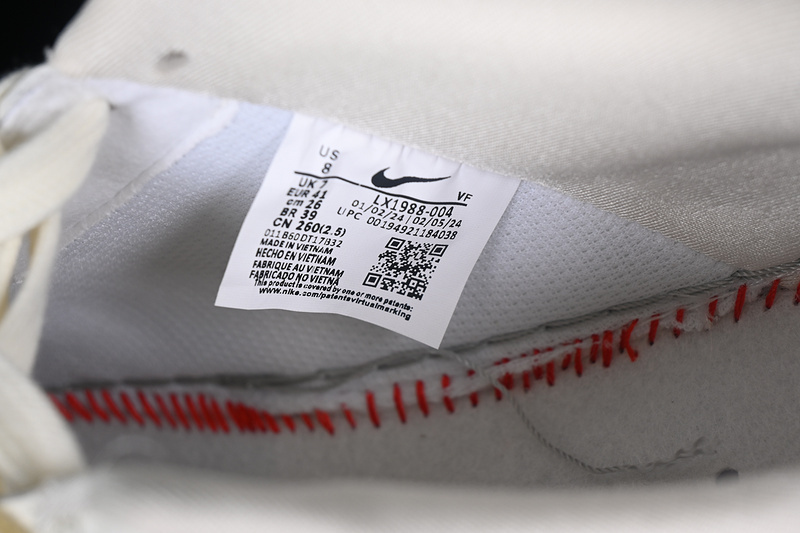 US
8
UK 7
EUR 41
cm 26
BR 39
CN 260(2.5)
VF
LX1988-004
01/02/24 | 02/05/24
UPC 00194921184038
011B60DT17832
MADE IN VIETNAM
HECHO EN VIETNAM
FABRIQUE AU VIETNAM
FABRICADO NO VIETNA
This product is covered by one or more patents:
www.nike.com/patentsvirtualmarking